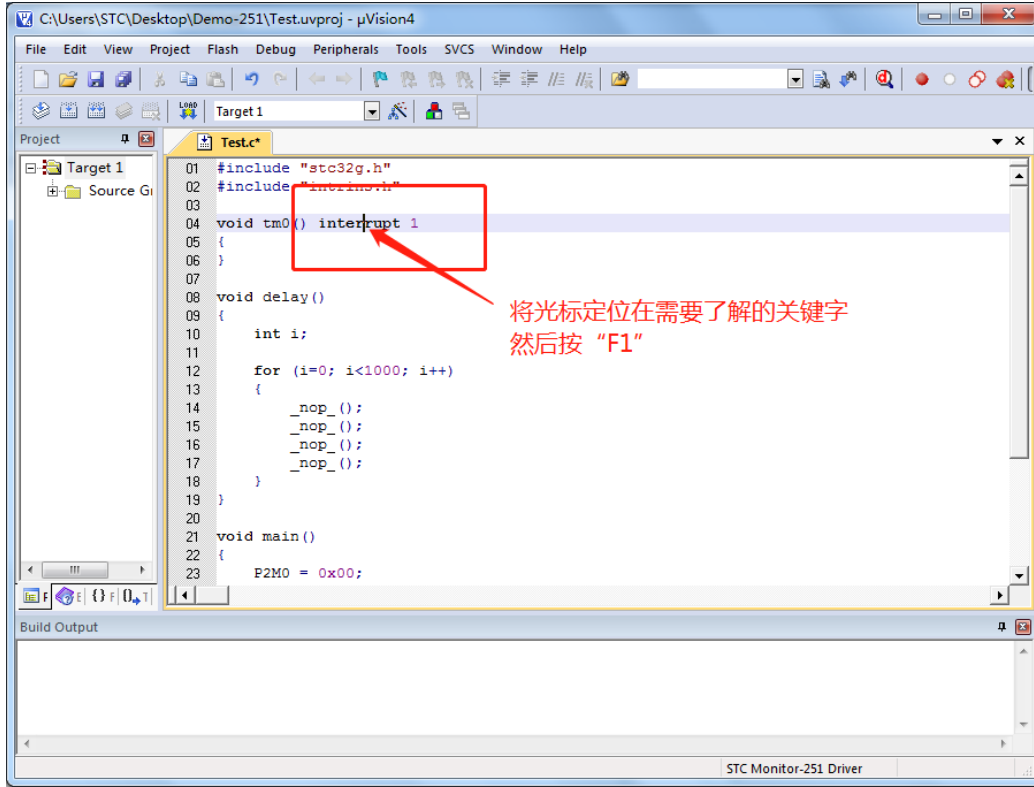 C:\Users\STC\Desktop\Demo-251\Test.uvproj - µVision4
File Edit View Project Flash Debug Peripherals Tools SVCS Window Help
LOAD Target 1
Project
Test.c*
Target 1
Source Gr
01 #include "stc32g.h"
02 #include "intrins.h"
03
04 void tm0() interrupt 1
05 {
06 }
07
08 void delay()
09 {
10 int i;
11
12 for (i=0; i<1000; i++)
13 {
14 _nop_();
15 _nop_();
16 _nop_();
17 _nop_();
18 }
19 }
20
21 void main()
22 {
23 P2M0 = 0x00;
将光标定位在需要了解的关键字
然后按“F1”
F E {} F 0 T
Build Output
STC Monitor-251 Driver